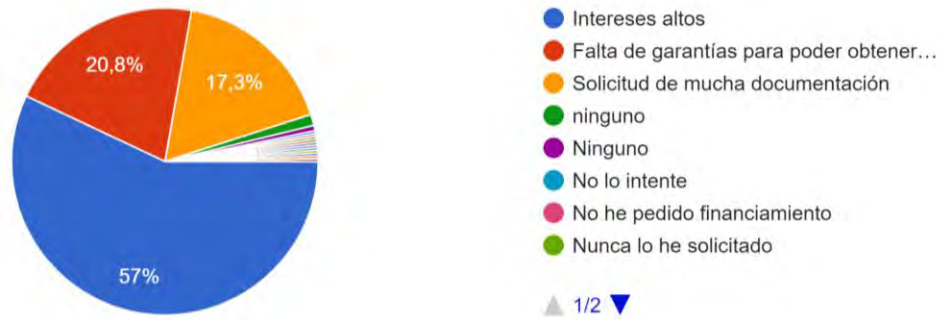 20,8%
17,3%
57%
Intereses altos
Falta de garantías para poder obtener…
Solicitud de mucha documentación
ninguno
Ninguno
No lo intente
No he pedido financiamiento
Nunca lo he solicitado
1/2